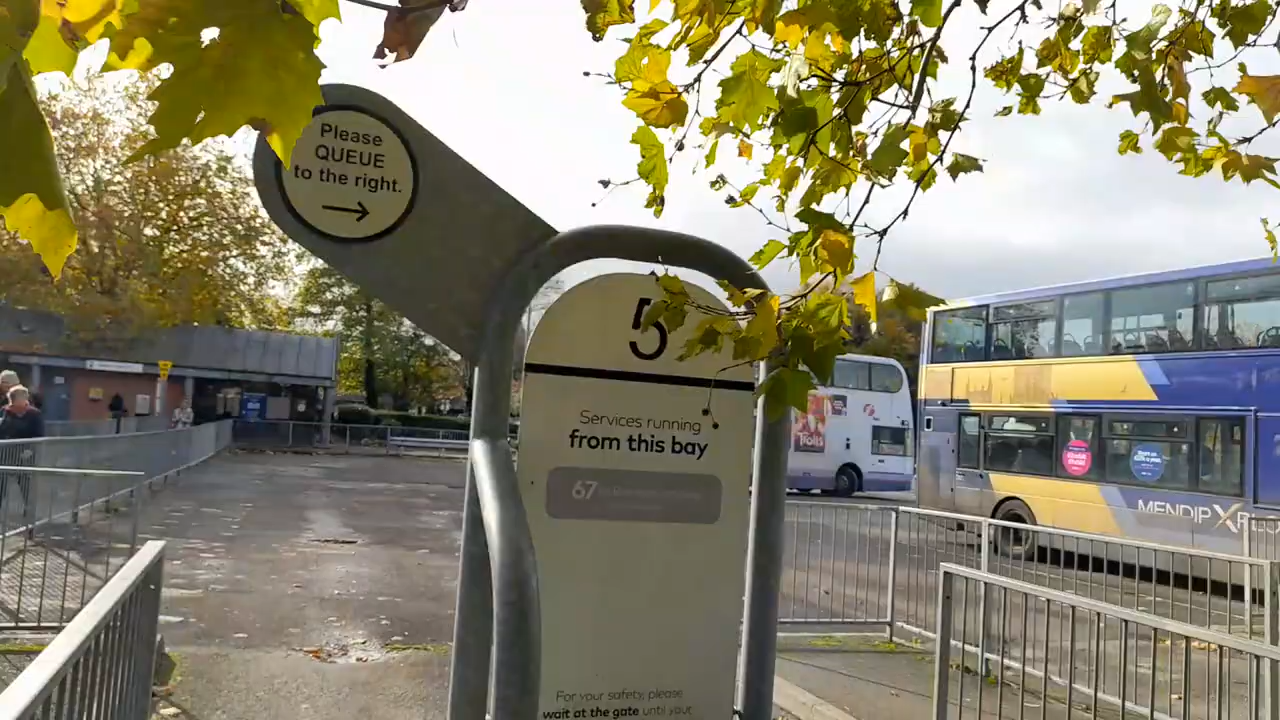 Please
QUEUE
to the right.
5
Services running
from this bay
67
For your safety, please
wait at the gate until your
Trolls
MENDIP